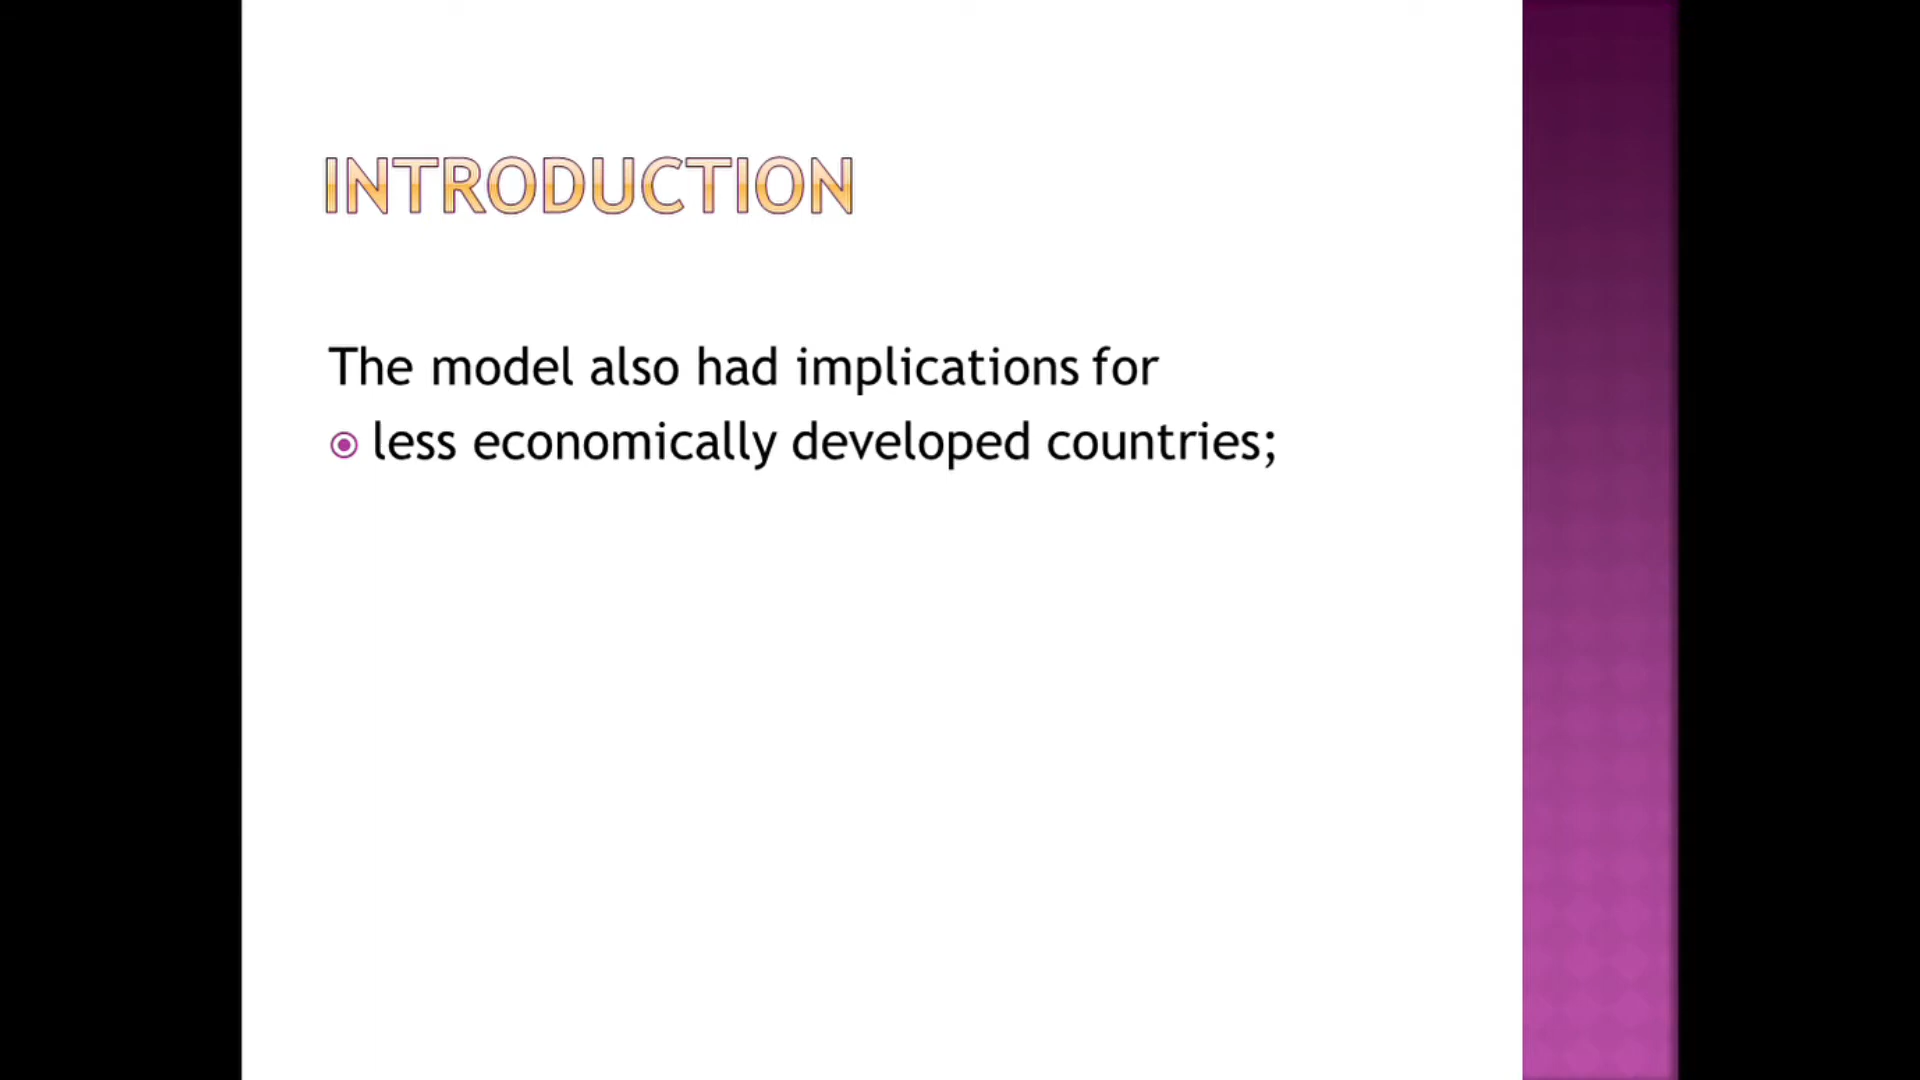 INTRODUCTION
The model also had implications for
less economically developed countries;